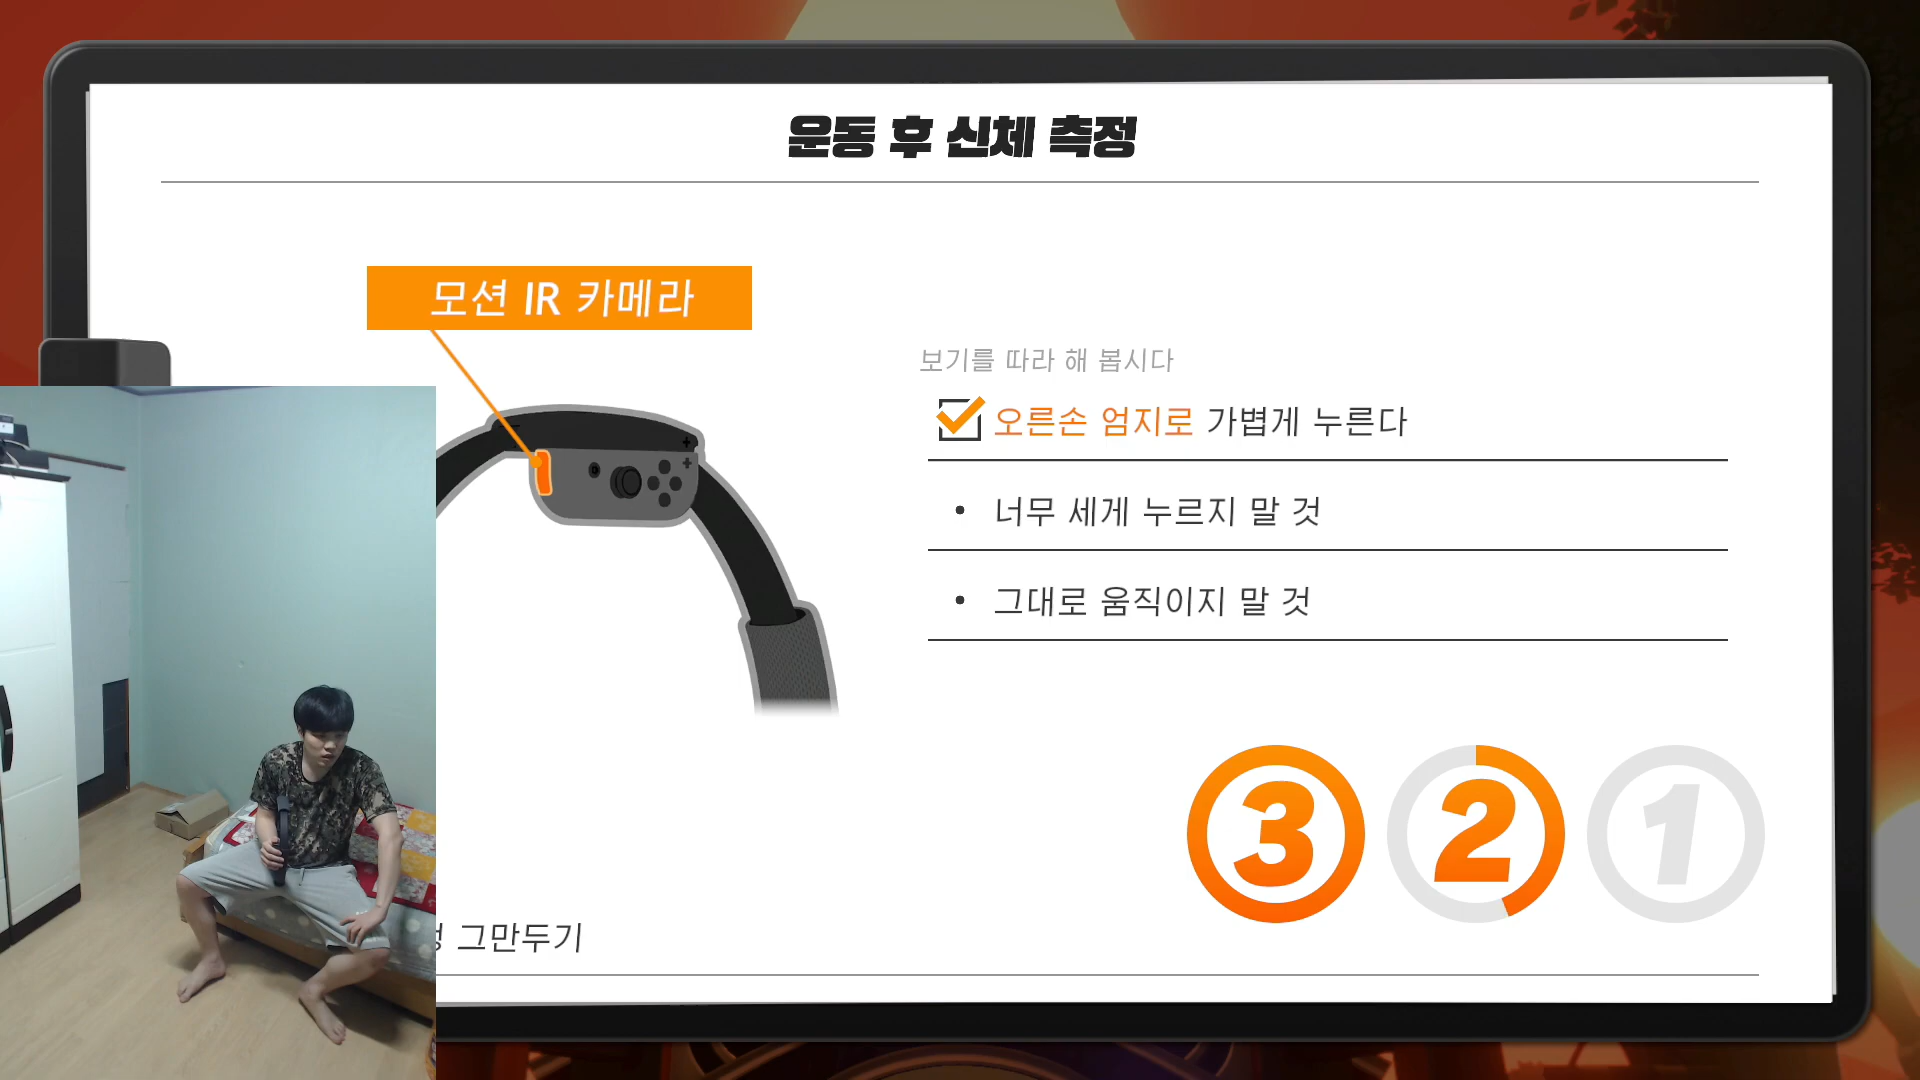 운동 후 신체 측정
모션 IR 카메라
보기를 따라 해 봅시다
오른손 엄지로 가볍게 누른다
• 너무 세게 누르지 말 것
• 그대로 움직이지 말 것
3 2 1
그만두기